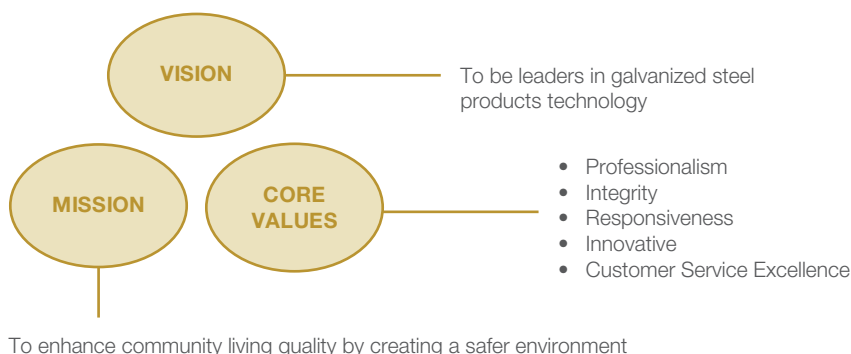 VISION
To be leaders in galvanized steel
products technology
MISSION
CORE
VALUES
• Professionalism
• Integrity
• Responsiveness
• Innovative
• Customer Service Excellence
To enhance community living quality by creating a safer environment